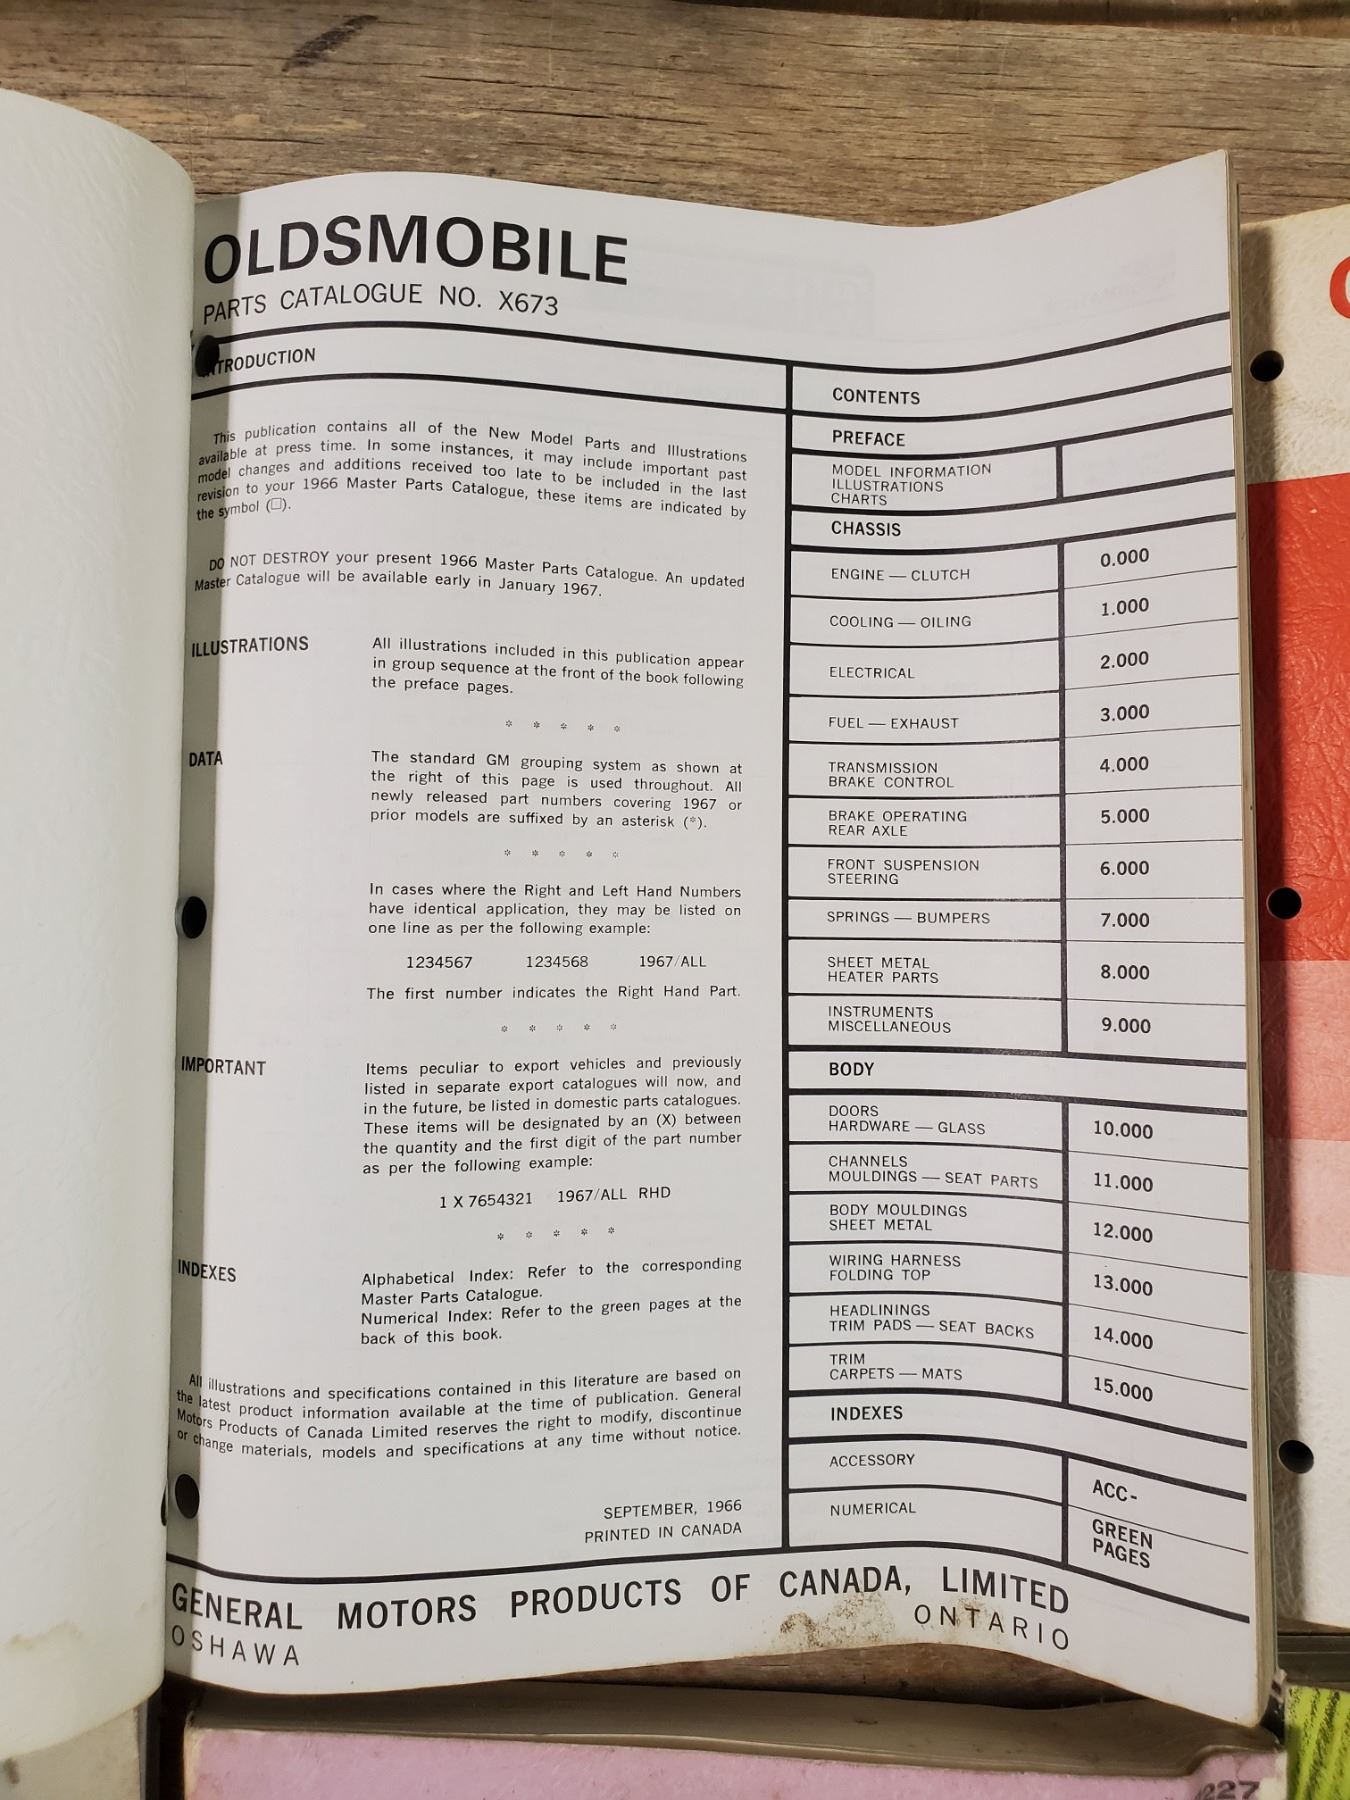 OLDSMOBILE
PARTS CATALOGUE NO. X673
INTRODUCTION
This publication contains all of the New Model Parts and Illustrations
available at press time. In some instances, it may include important past
model changes and additions received too late to be included in the last
revision to your 1966 Master Parts Catalogue, these items are indicated by
the symbol (□).
DO NOT DESTROY your present 1966 Master Parts Catalogue. An updated
Master Catalogue will be available early in January 1967.
ILLUSTRATIONS
All illustrations included in this publication appear
in group sequence at the front of the book following
the preface pages.
* * * * *
DATA
The standard GM grouping system as shown at
the right of this page is used throughout. All
newly released part numbers covering 1967 or
prior models are suffixed by an asterisk (*).
* * * * *
In cases where the Right and Left Hand Numbers
have identical application, they may be listed on
one line as per the following example:
1234567 1234568 1967/ALL
The first number indicates the Right Hand Part.
* * * * *
IMPORTANT
Items peculiar to export vehicles and previously
listed in separate export catalogues will now, and
in the future, be listed in domestic parts catalogues.
These items will be designated by an (X) between
the quantity and the first digit of the part number
as per the following example:
1 X 7654321 1967/ALL RHD
* * * * *
INDEXES
Alphabetical Index: Refer to the corresponding
Master Parts Catalogue.
Numerical Index: Refer to the green pages at the
back of this book.
All illustrations and specifications contained in this literature are based on
the latest product information available at the time of publication. General
Motors Products of Canada Limited reserves the right to modify, discontinue
or change materials, models and specifications at any time without notice.
SEPTEMBER, 1966
PRINTED IN CANADA
CONTENTS
PREFACE
MODEL INFORMATION
ILLUSTRATIONS
CHARTS
CHASSIS
ENGINE — CLUTCH 0.000
COOLING — OILING 1.000
ELECTRICAL 2.000
FUEL — EXHAUST 3.000
TRANSMISSION
BRAKE CONTROL 4.000
BRAKE OPERATING
REAR AXLE 5.000
FRONT SUSPENSION
STEERING 6.000
SPRINGS — BUMPERS 7.000
SHEET METAL
HEATER PARTS 8.000
INSTRUMENTS
MISCELLANEOUS 9.000
BODY
DOORS
HARDWARE — GLASS 10.000
CHANNELS
MOULDINGS — SEAT PARTS 11.000
BODY MOULDINGS
SHEET METAL 12.000
WIRING HARNESS
FOLDING TOP 13.000
HEADLININGS
TRIM PADS — SEAT BACKS 14.000
TRIM
CARPETS — MATS 15.000
INDEXES
ACCESSORY ACC-
NUMERICAL GREEN
PAGES
GENERAL MOTORS PRODUCTS OF CANADA, LIMITED
OSHAWA ONTARIO
227